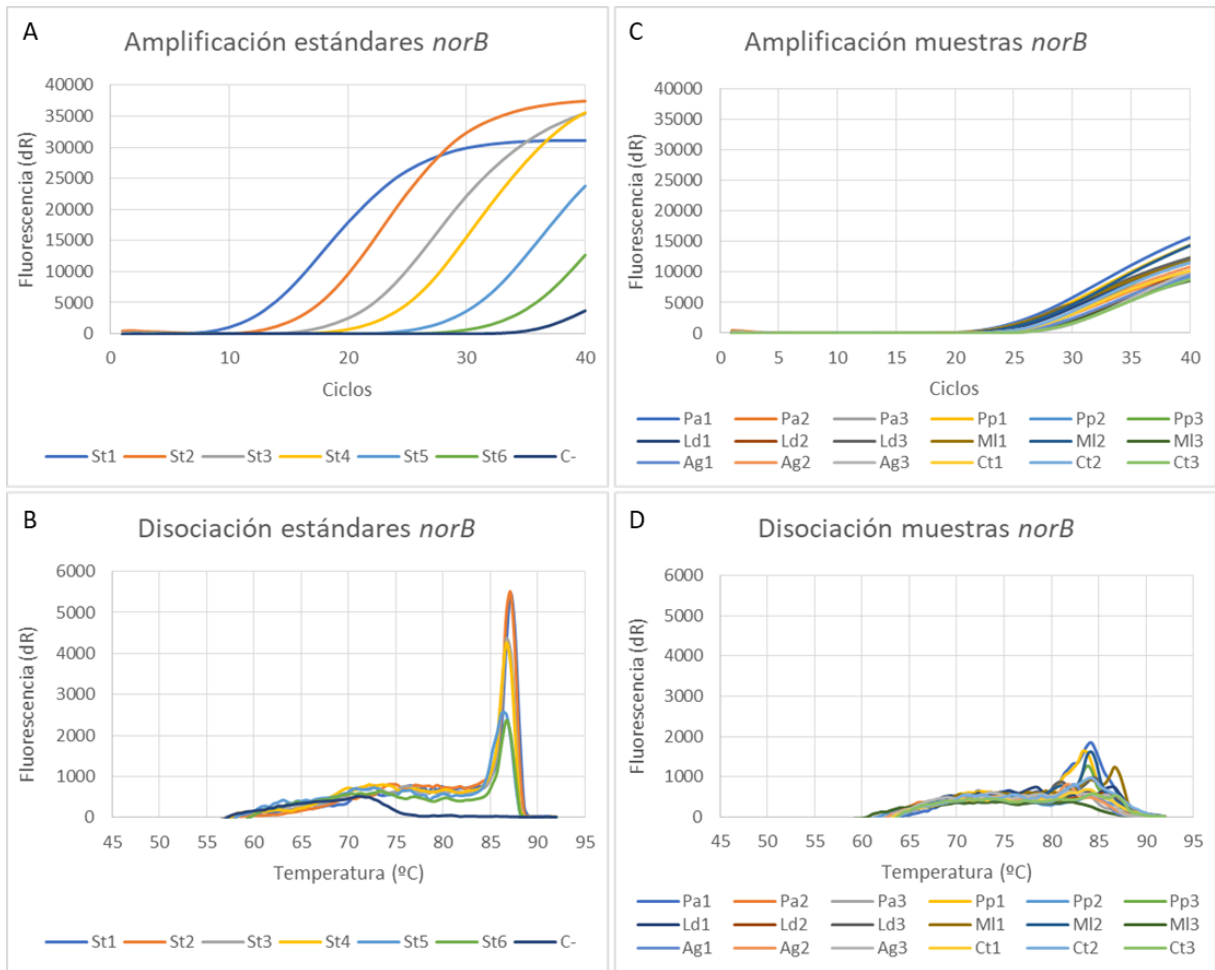 A
Amplificación estándares norB
Fluorescencia (dR)
40000
35000
30000
25000
20000
15000
10000
5000
0
0 10 20 30 40
Ciclos
St1 St2 St3 St4 St5 St6 C-
C
Amplificación muestras norB
Fluorescencia (dR)
40000
35000
30000
25000
20000
15000
10000
5000
0
0 5 10 15 20 25 30 35 40
Ciclos
Pa1 Pa2 Pa3 Pp1 Pp2 Pp3
Ld1 Ld2 Ld3 Ml1 Ml2 Ml3
Ag1 Ag2 Ag3 Ct1 Ct2 Ct3
B
Disociación estándares norB
Fluorescencia (dR)
6000
5000
4000
3000
2000
1000
0
45 50 55 60 65 70 75 80 85 90 95
Temperatura (ºC)
St1 St2 St3 St4 St5 St6 C-
D
Disociación muestras norB
Fluorescencia (dR)
6000
5000
4000
3000
2000
1000
0
45 50 55 60 65 70 75 80 85 90 95
Temperatura (ºC)
Pa1 Pa2 Pa3 Pp1 Pp2 Pp3
Ld1 Ld2 Ld3 Ml1 Ml2 Ml3
Ag1 Ag2 Ag3 Ct1 Ct2 Ct3